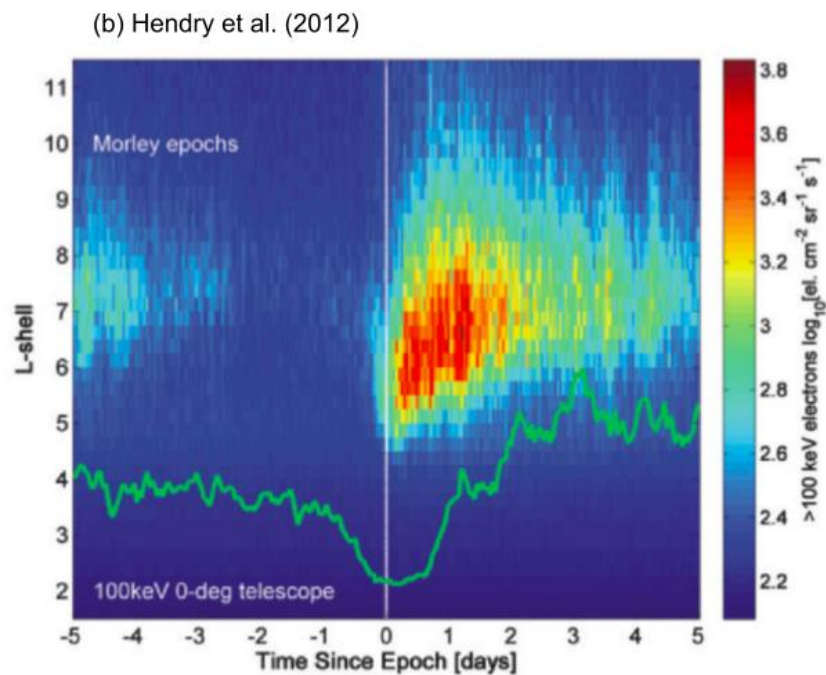 (b) Hendry et al. (2012)
11
10
9
8
7
6
5
4
3
2
L-shell
Morley epochs
100keV 0-deg telescope
-5 -4 -3 -2 -1 0 1 2 3 4 5
Time Since Epoch [days]
3.8
3.6
3.4
3.2
3
2.8
2.6
2.4
2.2
>100 keV electrons log10[el. cm-2 sr-1 s-1]